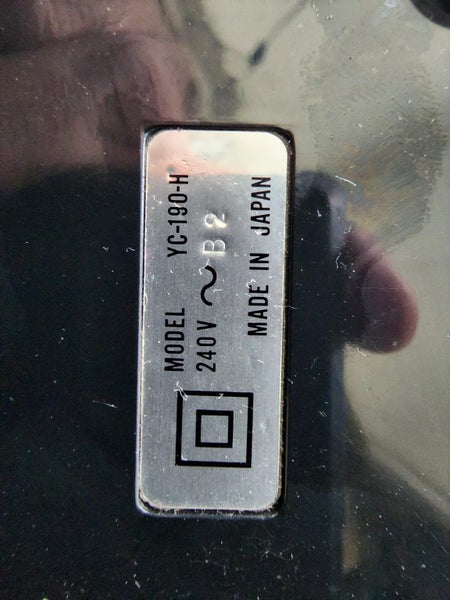 MODEL YC-190-H
240V ~ B2
MADE IN JAPAN